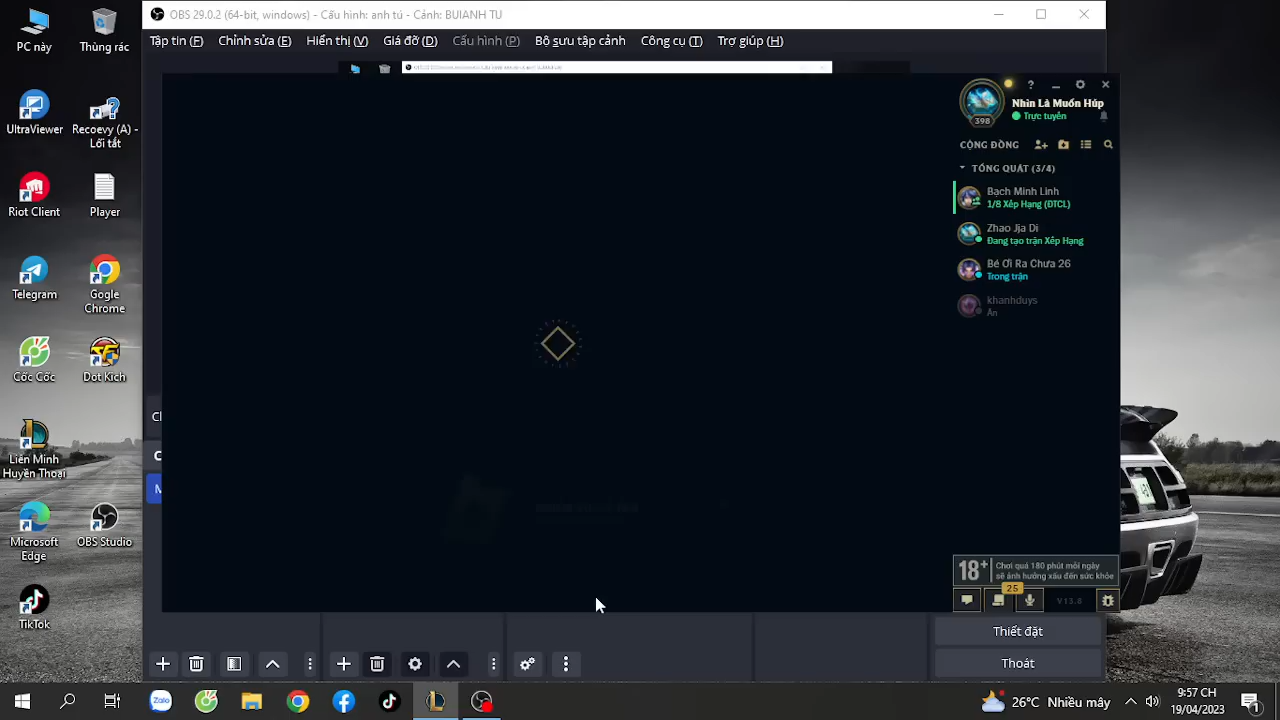 OBS 29.0.2 (64-bit, windows) - Cấu hình: anh tú - Cảnh: BUIANH TU
Tập tin (F) Chỉnh sửa (E) Hiển thị (V) Giá đỡ (D) Cấu hình (P) Bộ sưu tập cảnh Công cụ (T) Trợ giúp (H)
PC này
Thùng rác
UltraViewer
Recoevy (A) - Lối tắt
Riot Client
Player
Telegram
Gogle Chrome
Cốc Cốc
Dot Kich
Liên Minh Huyền Thoại
Microsoft Edge
OBS Studio
TikTok
398
?
Nhìn Là Muốn Húp
Trực tuyến
CỘNG ĐỒNG
TỔNG QUÁT (3/4)
Bạch Minh Linh
1/8 Xếp Hạng (ĐTCL)
Zhao Jja Di
Đang tạo trận Xếp Hạng
Bé Ơi Ra Chưa 26
Trong trận
khanhduys
Ẩn
18+
Chơi quá 180 phút mỗi ngày
sẽ ảnh hưởng xấu đến sức khỏe
25
V13.8
Thiết đặt
Thoát
Zalo
26°C Nhiều mây
9:57 CH
19/04/2023
1